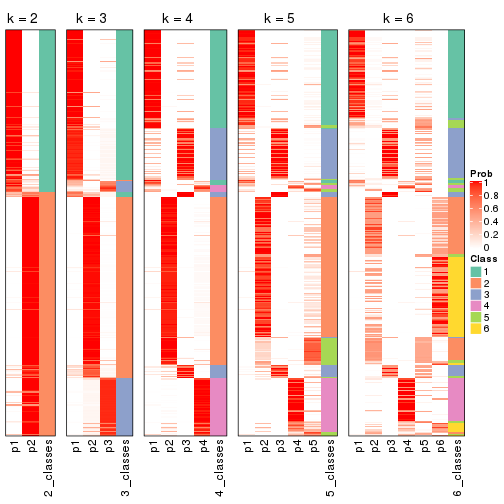 k = 2
k = 3
k = 4
k = 5
k = 6
p1
p2
2_classes
p1
p2
p3
3_classes
p1
p2
p3
p4
4_classes
p1
p2
p3
p4
p5
5_classes
p1
p2
p3
p4
p5
p6
6_classes
Prob
1
0.8
0.6
0.4
0.2
0
Class
1
2
3
4
5
6